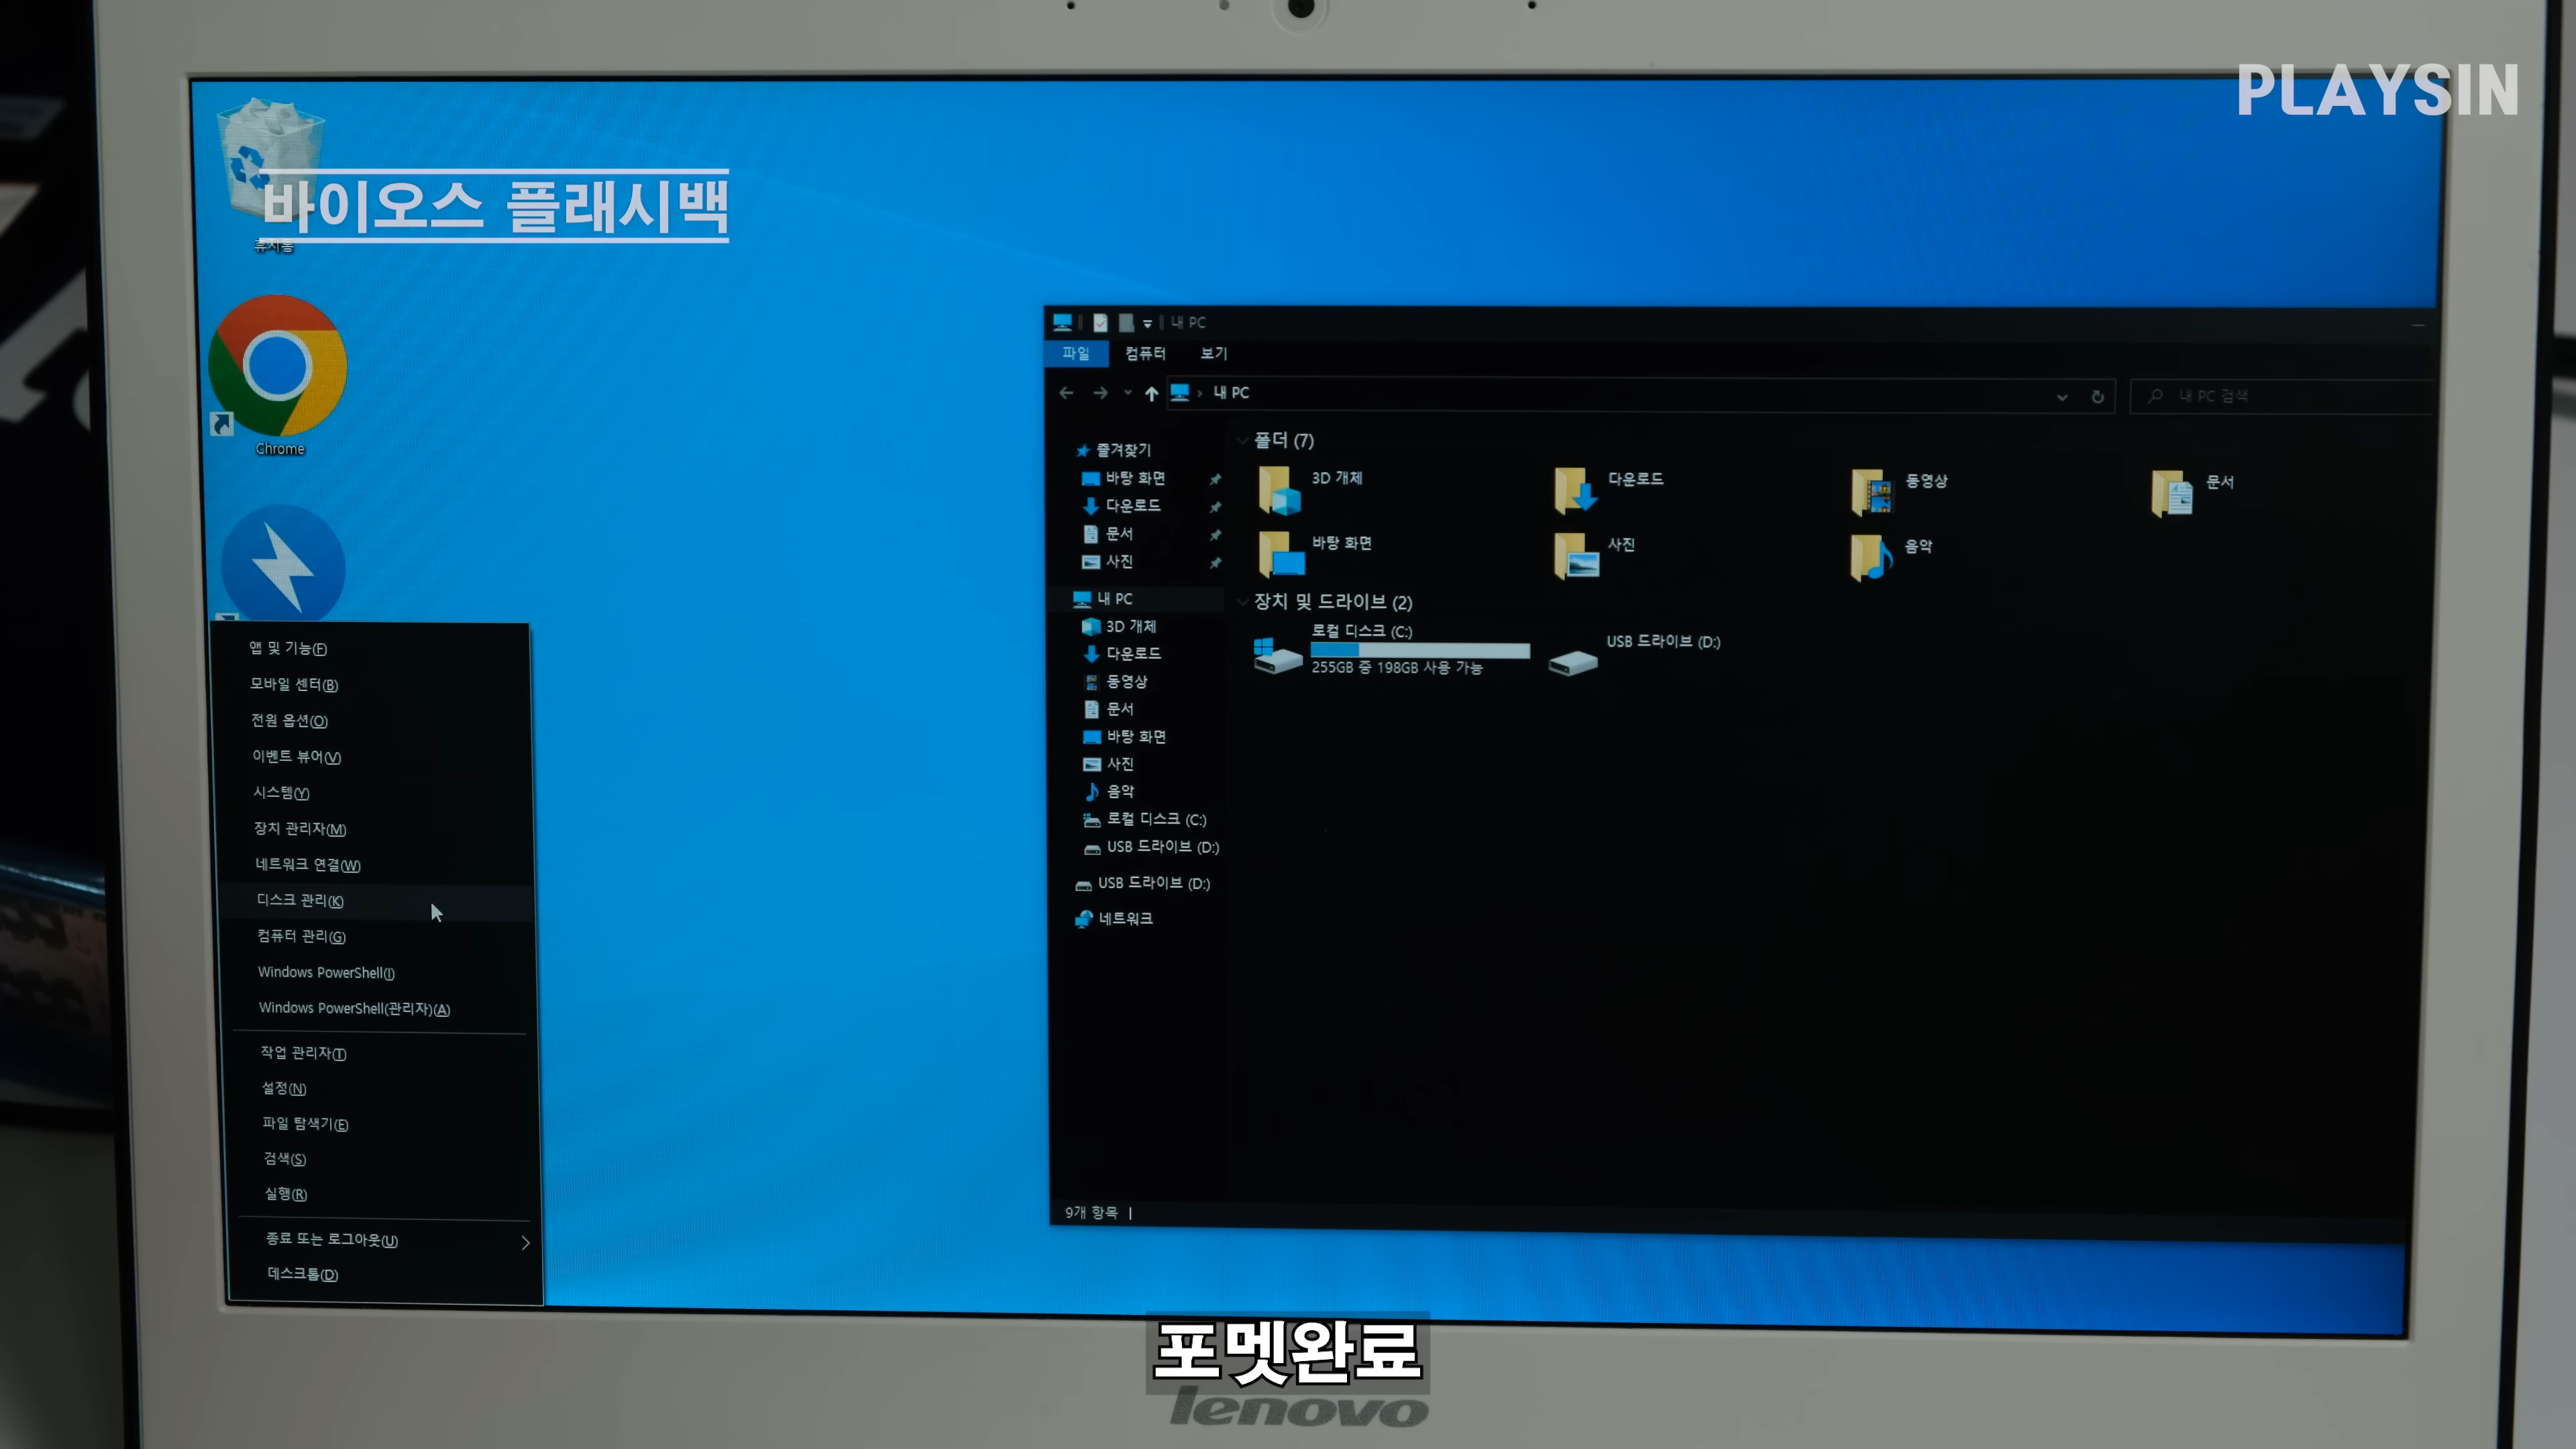 PLAYSIN
바이오스 플래시백
휴지통
Chrome
앱 및 기능(F)
모바일 센터(B)
전원 옵션(O)
이벤트 뷰어(V)
시스템(Y)
장치 관리자(M)
네트워크 연결(W)
디스크 관리(K)
컴퓨터 관리(G)
Windows PowerShell(I)
Windows PowerShell(관리자)(A)
작업 관리자(T)
설정(N)
파일 탐색기(E)
검색(S)
실행(R)
종료 또는 로그아웃(U)
데스크톱(D)
내 PC
파일 컴퓨터 보기
내 PC
내 PC 검색
즐겨찾기
바탕 화면
다운로드
문서
사진
내 PC
3D 개체
다운로드
동영상
문서
바탕 화면
사진
음악
로컬 디스크 (C:)
USB 드라이브 (D:)
USB 드라이브 (D:)
네트워크
폴더 (7)
3D 개체
다운로드
동영상
문서
바탕 화면
사진
음악
장치 및 드라이브 (2)
로컬 디스크 (C:)
255GB 중 198GB 사용 가능
USB 드라이브 (D:)
9개 항목
포멧완료
lenovo